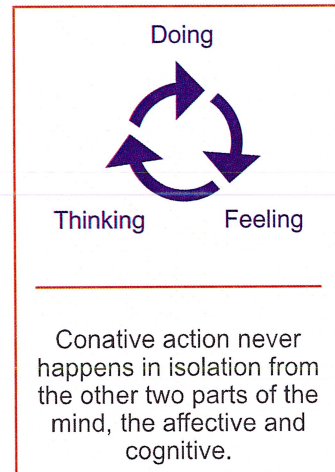 Doing
Thinking Feeling
Conative action never
happens in isolation from
the other two parts of the
mind, the affective and
cognitive.